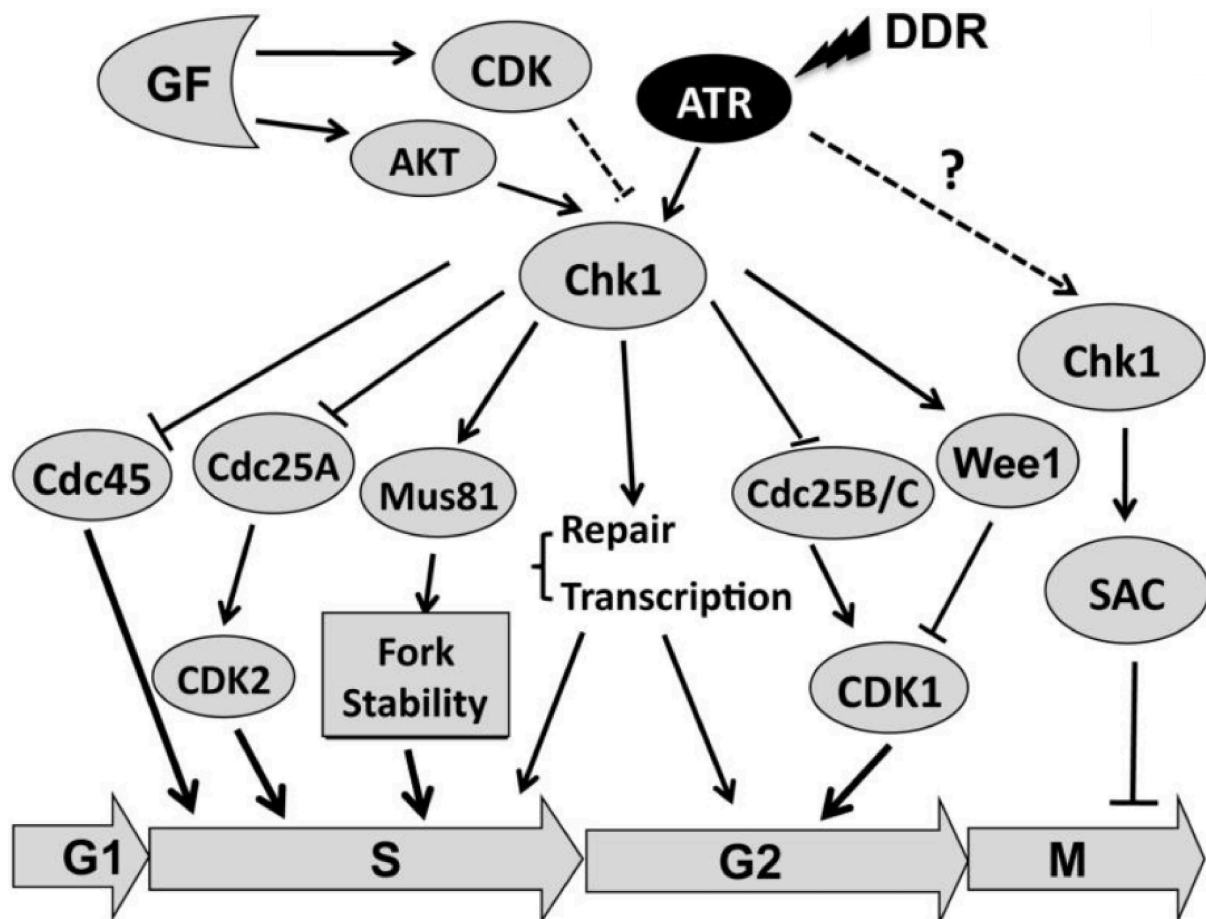 DDR
GF
CDK
ATR
AKT
?
Chk1
Chk1
Cdc45
Cdc25A
Mus81
Cdc25B/C
Wee1
Repair
Transcription
SAC
CDK2
Fork
Stability
CDK1
G1
S
G2
M